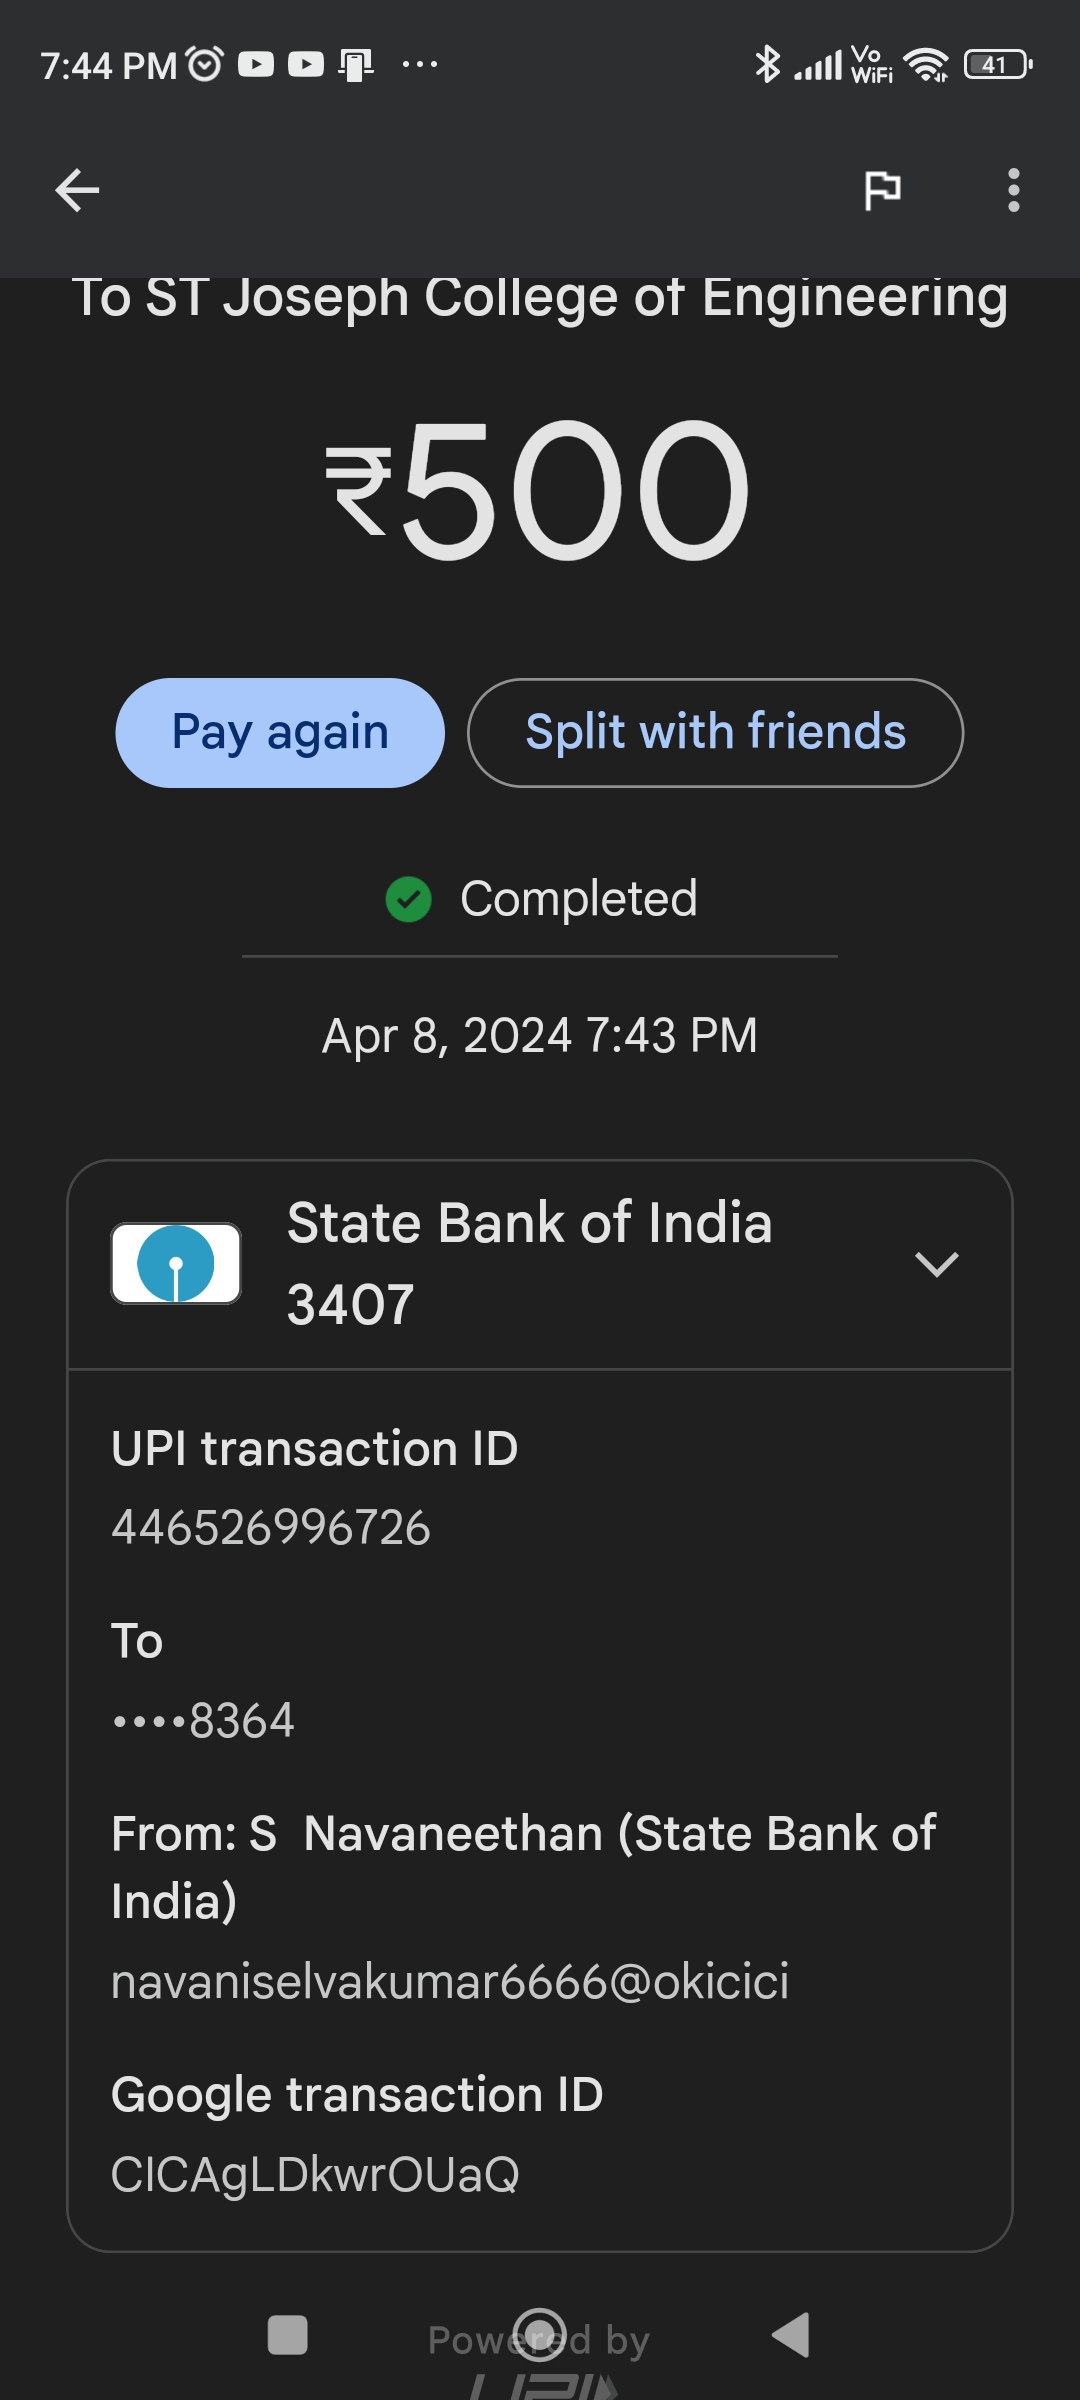 7:44 PM
Vo
WiFi
41
To ST Joseph College of Engineering
₹500
Pay again
Split with friends
Completed
Apr 8, 2024 7:43 PM
State Bank of India
3407
UPI transaction ID
446526996726
To
••••8364
From: S  Navaneethan (State Bank of
India)
navaniselvakumar6666@okicici
Google transaction ID
CICAgLDkwrOUaQ
Powered by
UPI